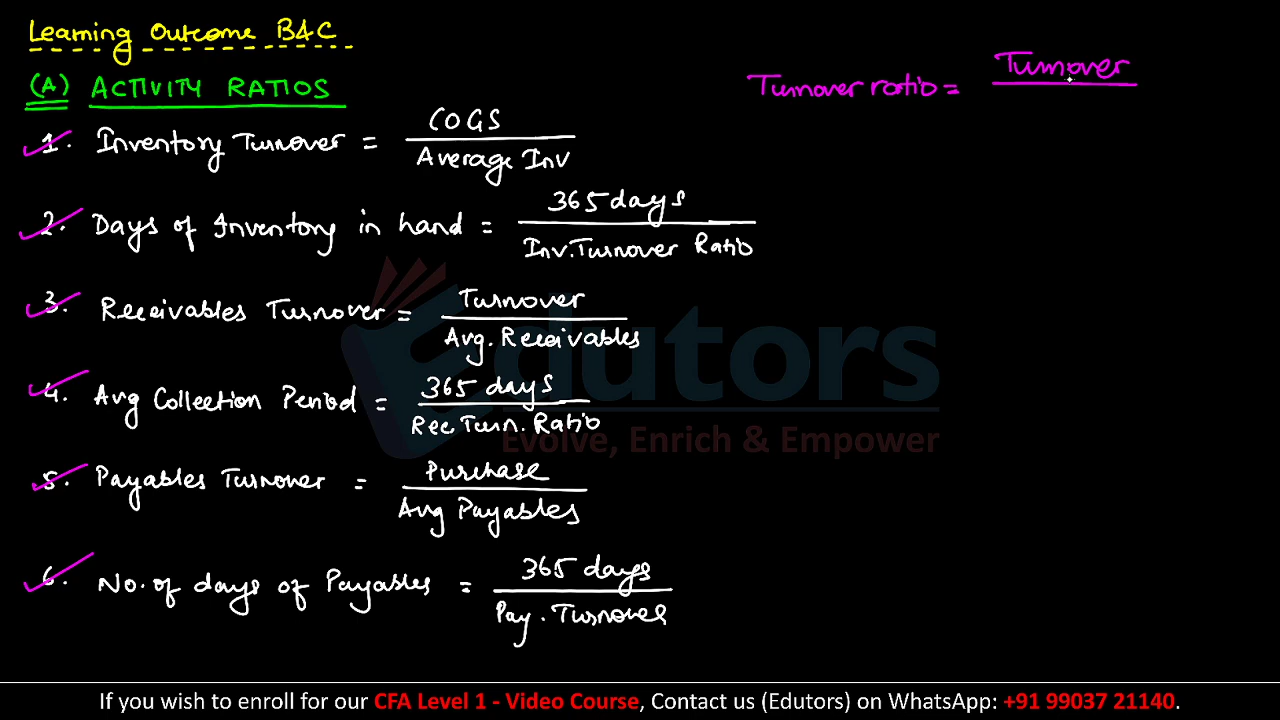 Learning Outcome B&C
(A) ACTIVITY RATIOS
Turnover ratio = Turnover
1. Inventory Turnover = COGS
Average Inv
2. Days of Inventory in hand = 365 days
Inv. Turnover Ratio
3. Receivables Turnover = Turnover
Avg. Receivables
4. Avg Collection Period = 365 days
Rec Turn. Ratio
5. Payables Turnover = Purchase
Avg Payables
6. No. of days of Payables = 365 days
Pay. Turnover
Edutors
Evolve, Enrich & Empower
If you wish to enroll for our CFA Level 1 - Video Course, Contact us (Edutors) on WhatsApp: +91 99037 21140.